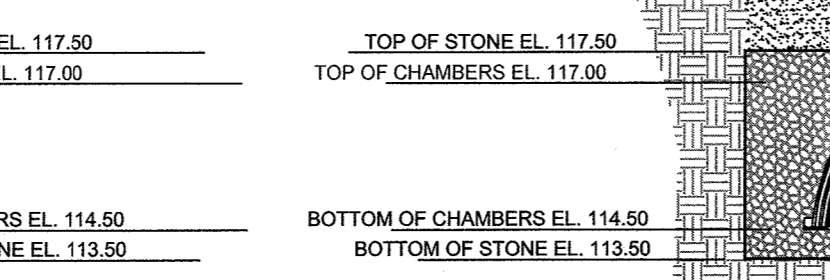 EL. 117.50
TOP OF STONE EL. 117.50
EL. 117.00
TOP OF CHAMBERS EL. 117.00
RS EL. 114.50
BOTTOM OF CHAMBERS EL. 114.50
NE EL. 113.50
BOTTOM OF STONE EL. 113.50